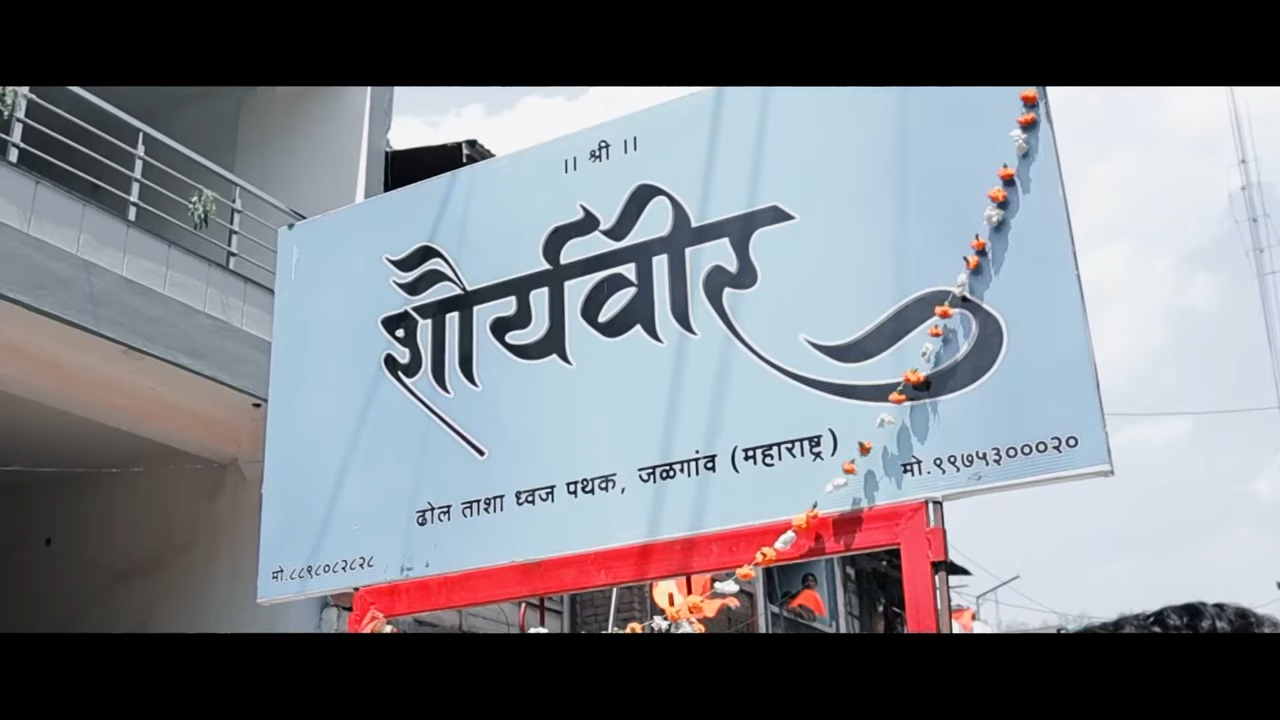 ॥ श्री ॥
शौर्यवीर
ढोल ताशा ध्वज पथक, जळगांव (महाराष्ट्र)
मो.८८९८०८२८२८
मो.९९७५३०००२०